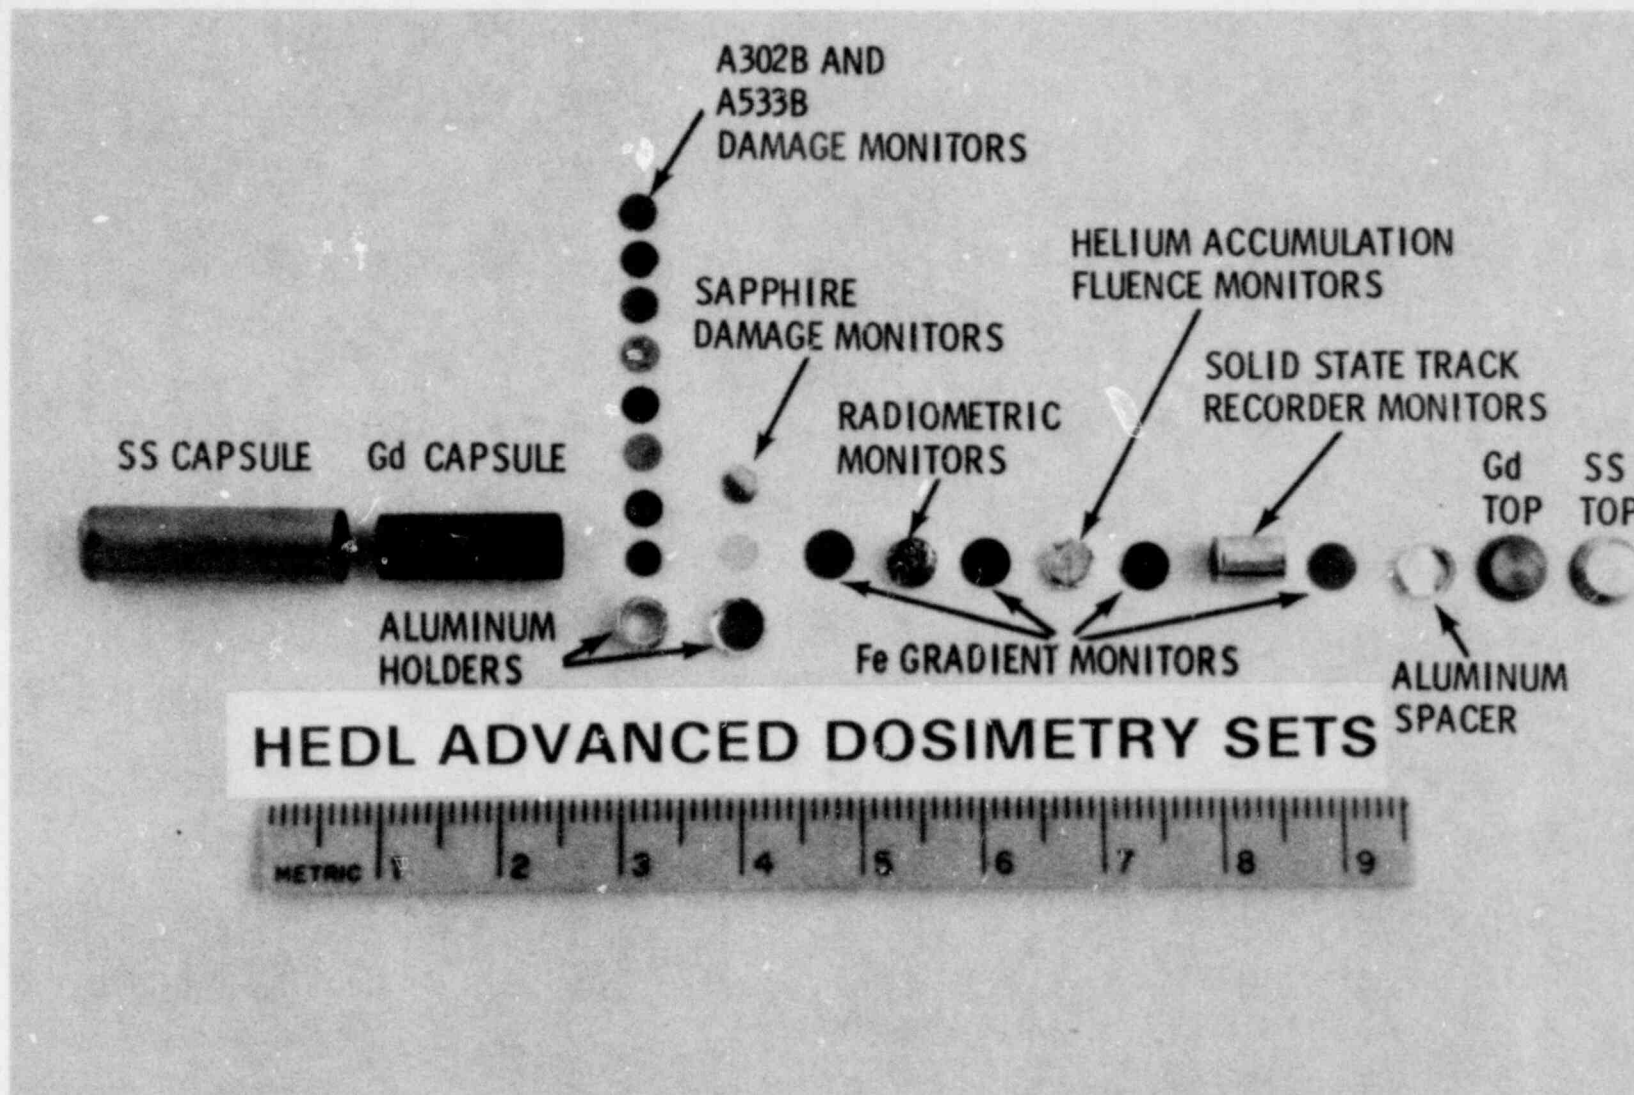 A302B AND
A533B
DAMAGE MONITORS
HELIUM ACCUMULATION
FLUENCE MONITORS
SAPPHIRE
DAMAGE MONITORS
SOLID STATE TRACK
RECORDER MONITORS
RADIOMETRIC
MONITORS
SS CAPSULE
Gd CAPSULE
Gd
TOP
SS
TOP
ALUMINUM
HOLDERS
Fe GRADIENT MONITORS
ALUMINUM
SPACER
HEDL ADVANCED DOSIMETRY SETS
METRIC 1 2 3 4 5 6 7 8 9